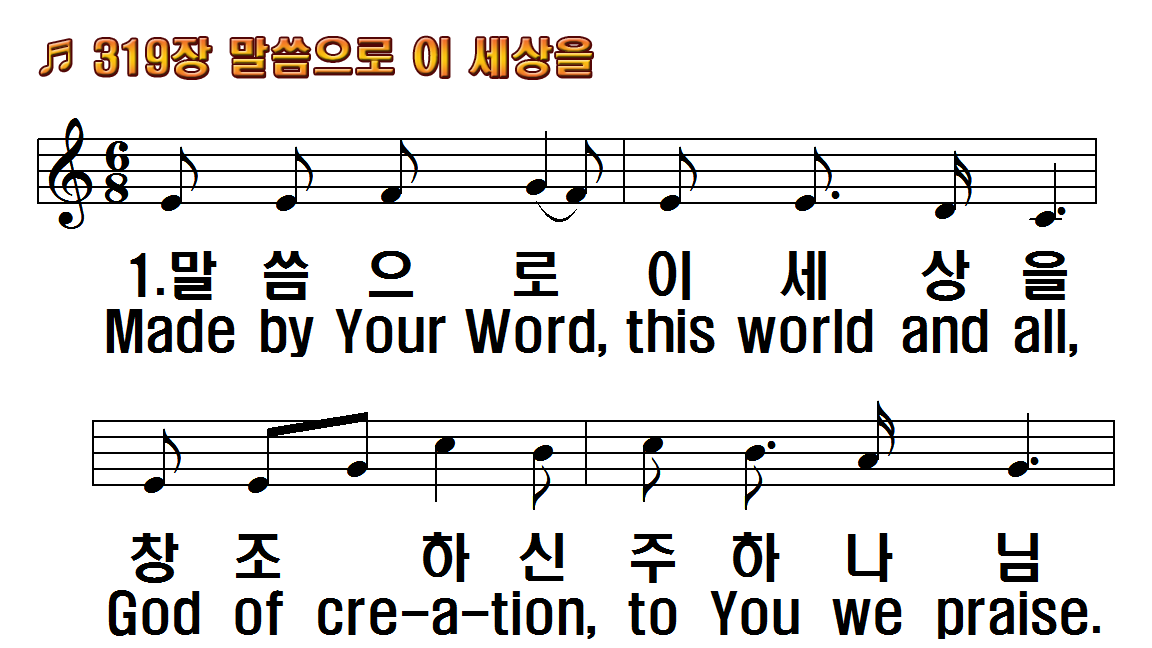 ♬ 319장 말씀으로 이 세상을
6
8
1.말 씀 으 로 이 세 상 을
Made by Your Word, this world and all,
창 조 하 신 주 하 나 님
God of cre-a-tion, to You we praise.